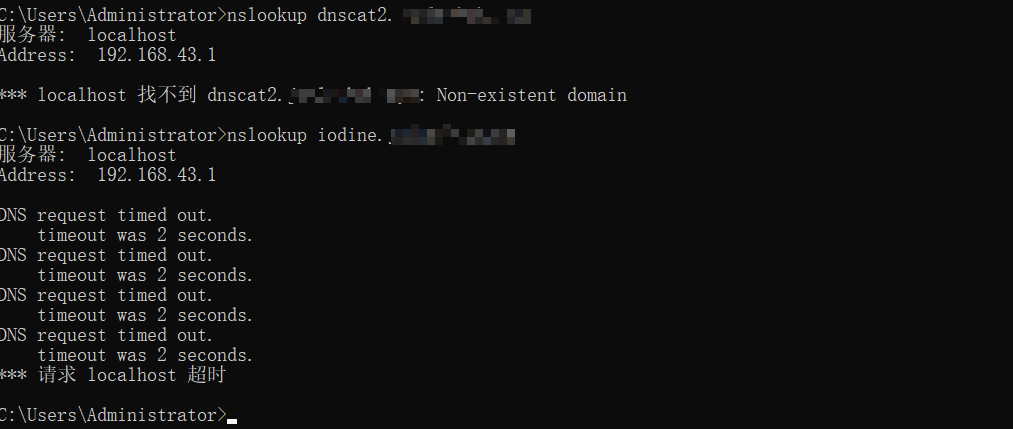 C:\Users\Administrator>nslookup dnscat2.
服务器:  localhost
Address:  192.168.43.1
*** localhost 找不到 dnscat2. : Non-existent domain
C:\Users\Administrator>nslookup iodine.
服务器:  localhost
Address:  192.168.43.1
DNS request timed out.
    timeout was 2 seconds.
DNS request timed out.
    timeout was 2 seconds.
DNS request timed out.
    timeout was 2 seconds.
DNS request timed out.
    timeout was 2 seconds.
*** 请求 localhost 超时
C:\Users\Administrator>